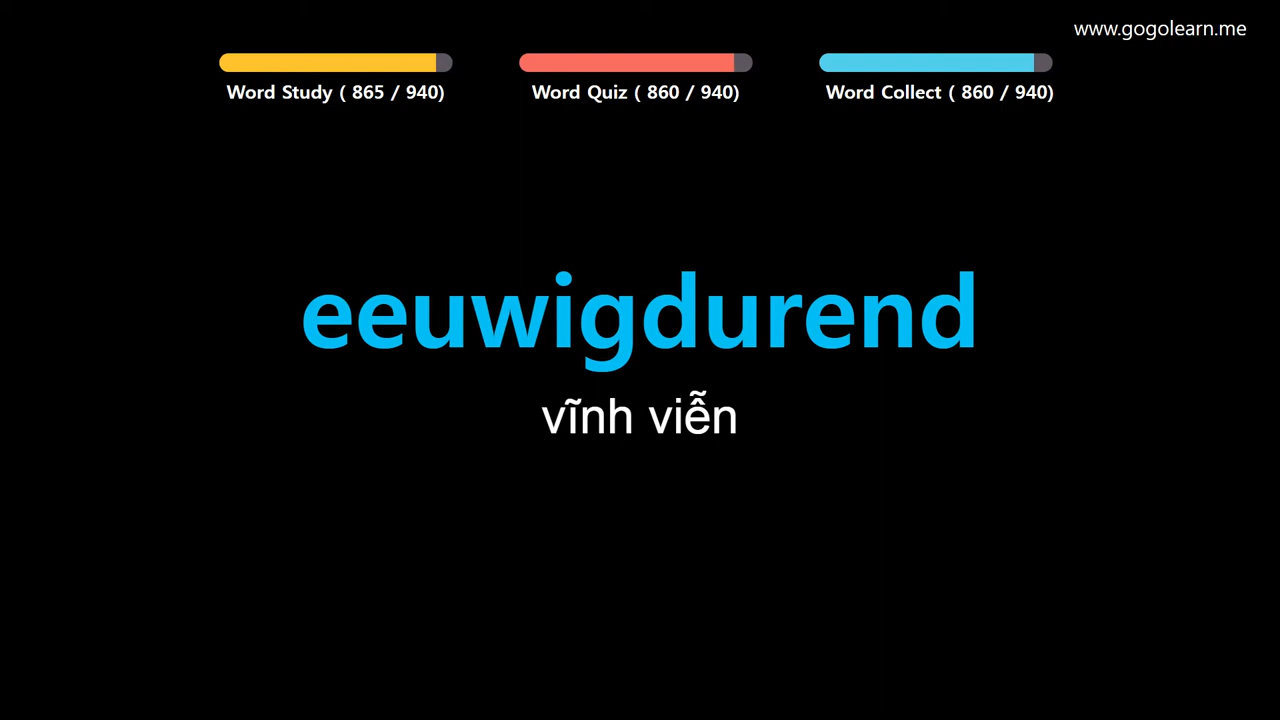 www.gogolearn.me
Word Study ( 865 / 940)
Word Quiz ( 860 / 940)
Word Collect ( 860 / 940)
eeuwigdurend
vĩnh viễn